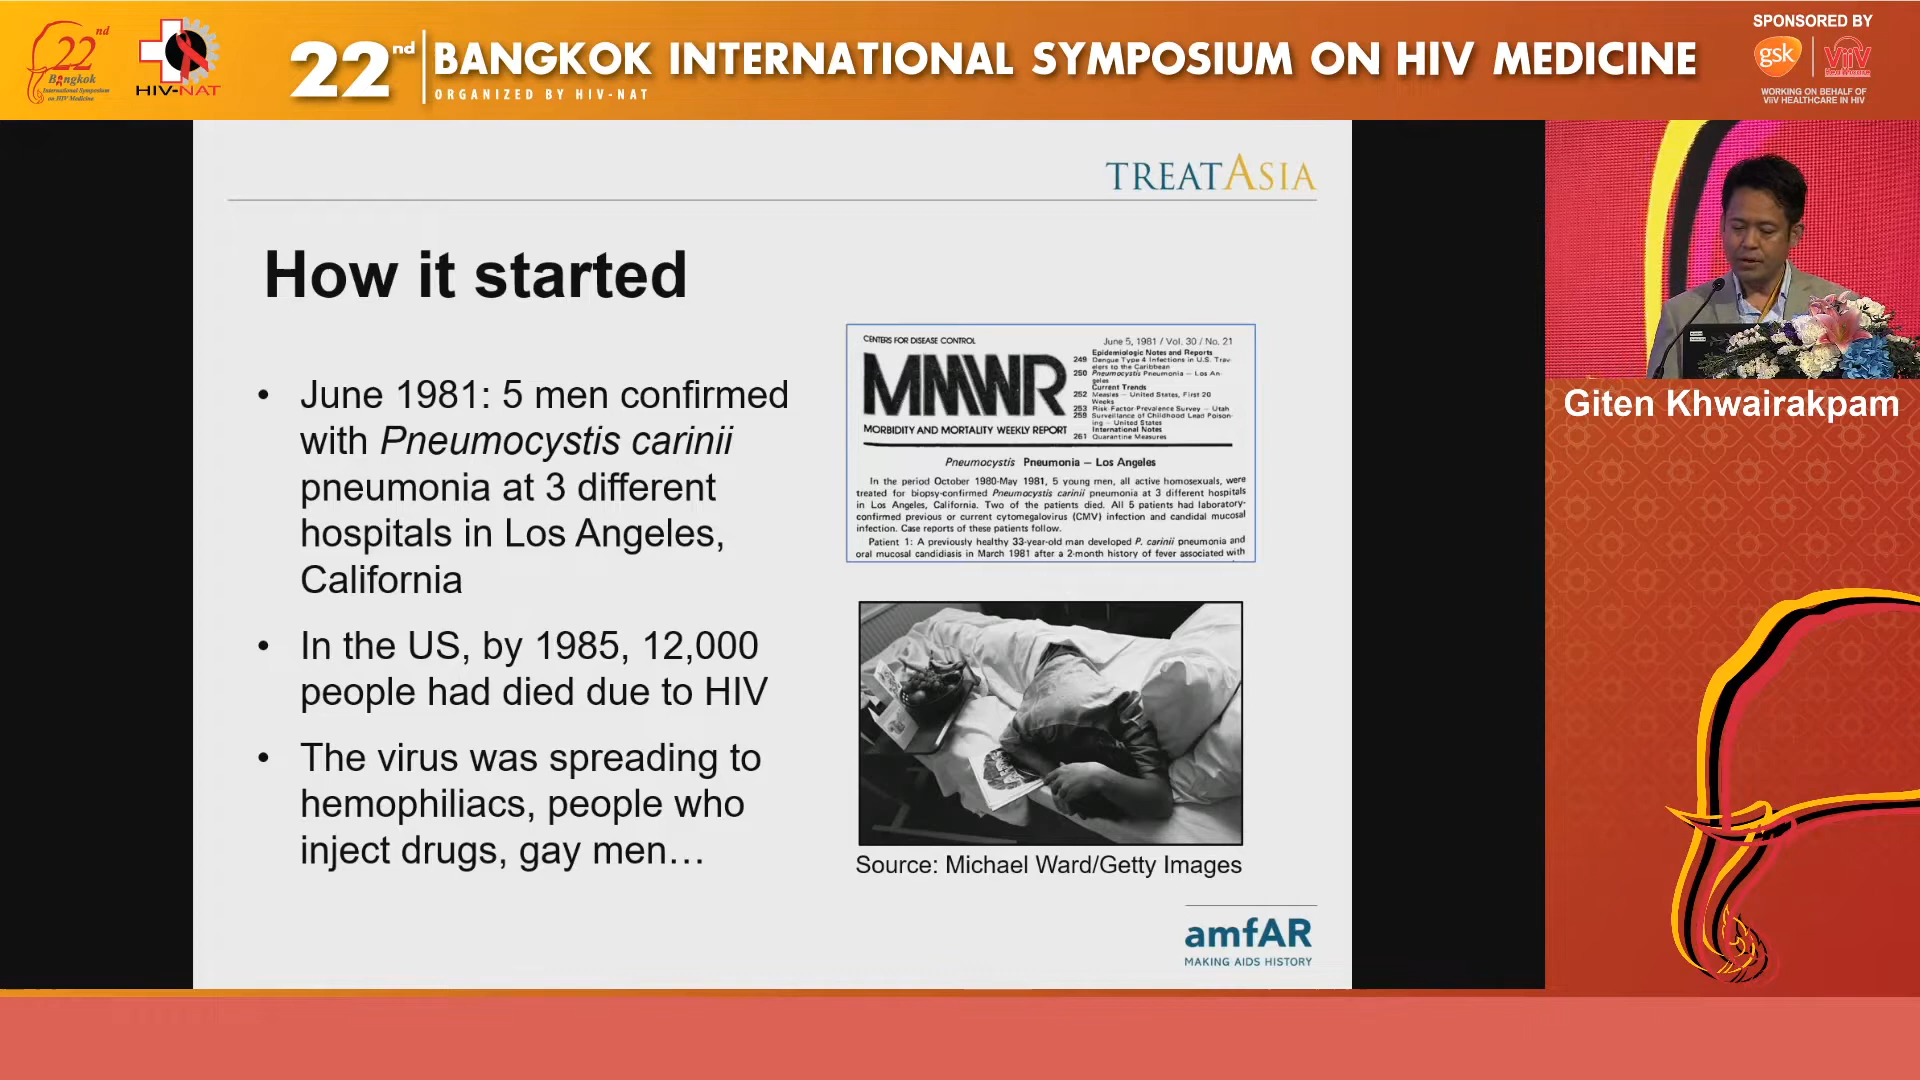 22nd
Bangkok
International Symposium
on HIV Medicine
HIV-NAT
22nd BANGKOK INTERNATIONAL SYMPOSIUM ON HIV MEDICINE
ORGANIZED BY HIV-NAT
SPONSORED BY
gsk
ViiV
WORKING ON BEHALF OF
ViiV HEALTHCARE IN HIV
TREATASIA
How it started
• June 1981: 5 men confirmed
with Pneumocystis carinii
pneumonia at 3 different
hospitals in Los Angeles,
California
• In the US, by 1985, 12,000
people had died due to HIV
• The virus was spreading to
hemophiliacs, people who
inject drugs, gay men…
CENTERS FOR DISEASE CONTROL
June 5, 1981 / Vol. 30 / No. 21
MMWR
MORBIDITY AND MORTALITY WEEKLY REPORT
Epidemiologic Notes and Reports
249 Dengue Type 4 Infections in U.S. Trav-
elers to the Caribbean
250 Pneumocystis Pneumonia – Los An-
geles
Current Trends
252 Measles – United States, First 20
Weeks
253 Risk-Factor-Prevalence Survey – Utah
259 Surveillance of Childhood Lead Poison-
ing – United States
International Notes
261 Quarantine Measures
Pneumocystis Pneumonia – Los Angeles
In the period October 1980-May 1981, 5 young men, all active homosexuals, were
treated for biopsy-confirmed Pneumocystis carinii pneumonia at 3 different hospitals
in Los Angeles, California. Two of the patients died. All 5 patients had laboratory-
confirmed previous or current cytomegalovirus (CMV) infection and candidal mucosal
infection. Case reports of these patients follow.
Patient 1: A previously healthy 33-year-old man developed P. carinii pneumonia and
oral mucosal candidiasis in March 1981 after a 2-month history of fever associated with
Source: Michael Ward/Getty Images
amfAR
MAKING AIDS HISTORY
Giten Khwairakpam